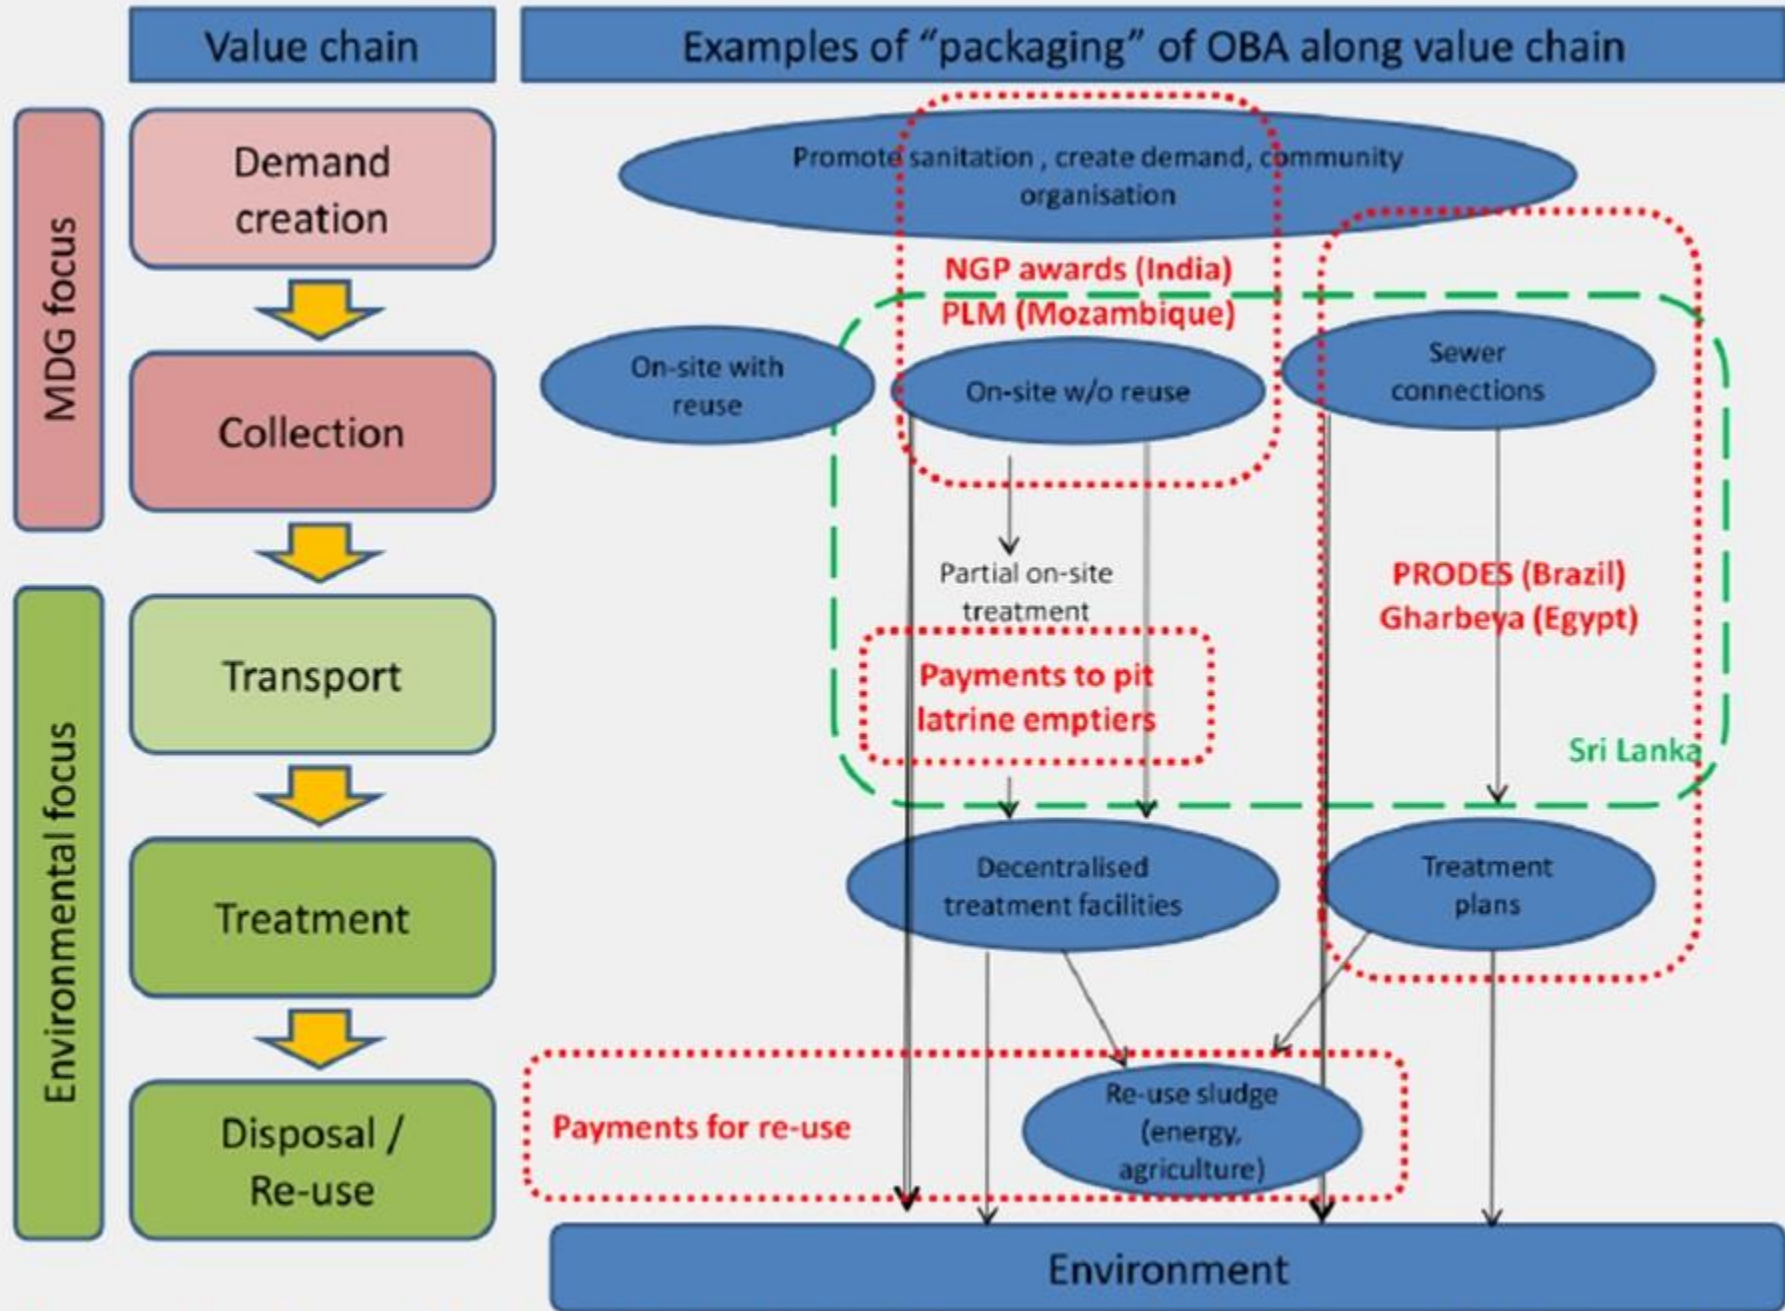 Value chain
Examples of “packaging” of OBA along value chain
MDG focus
Demand
creation
Promote sanitation , create demand, community
organisation
NGP awards (India)
PLM (Mozambique)
Collection
On-site with
reuse
On-site w/o reuse
Sewer
connections
Environmental focus
Transport
Partial on-site
treatment
Payments to pit
latrine emptiers
PRODES (Brazil)
Gharbeya (Egypt)
Sri Lanka
Treatment
Decentralised
treatment facilities
Treatment
plans
Disposal /
Re-use
Payments for re-use
Re-use sludge
(energy,
agriculture)
Environment